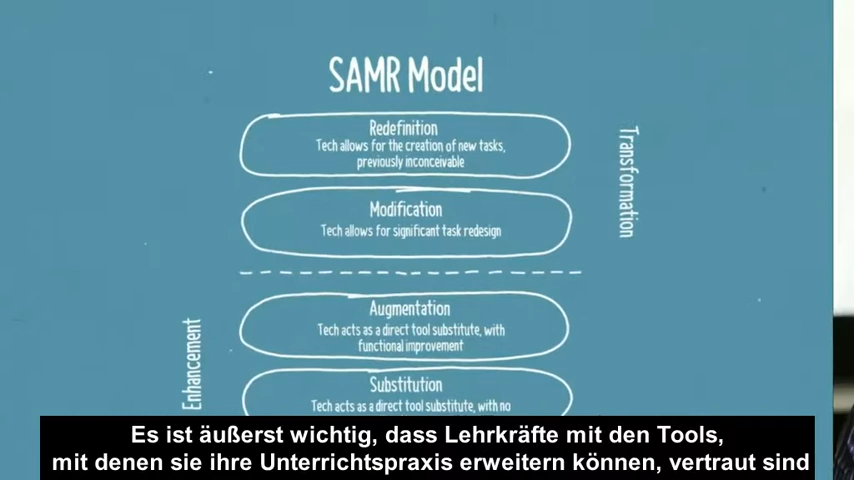 SAMR Model
Redefinition
Tech allows for the creation of new tasks,
previously inconceivable
Transformation
Modification
Tech allows for significant task redesign
Augmentation
Tech acts as a direct tool substitute, with
functional improvement
Enhancement
Substitution
Tech acts as a direct tool substitute, with no
Es ist äußerst wichtig, dass Lehrkräfte mit den Tools,
mit denen sie ihre Unterrichtspraxis erweitern können, vertraut sind